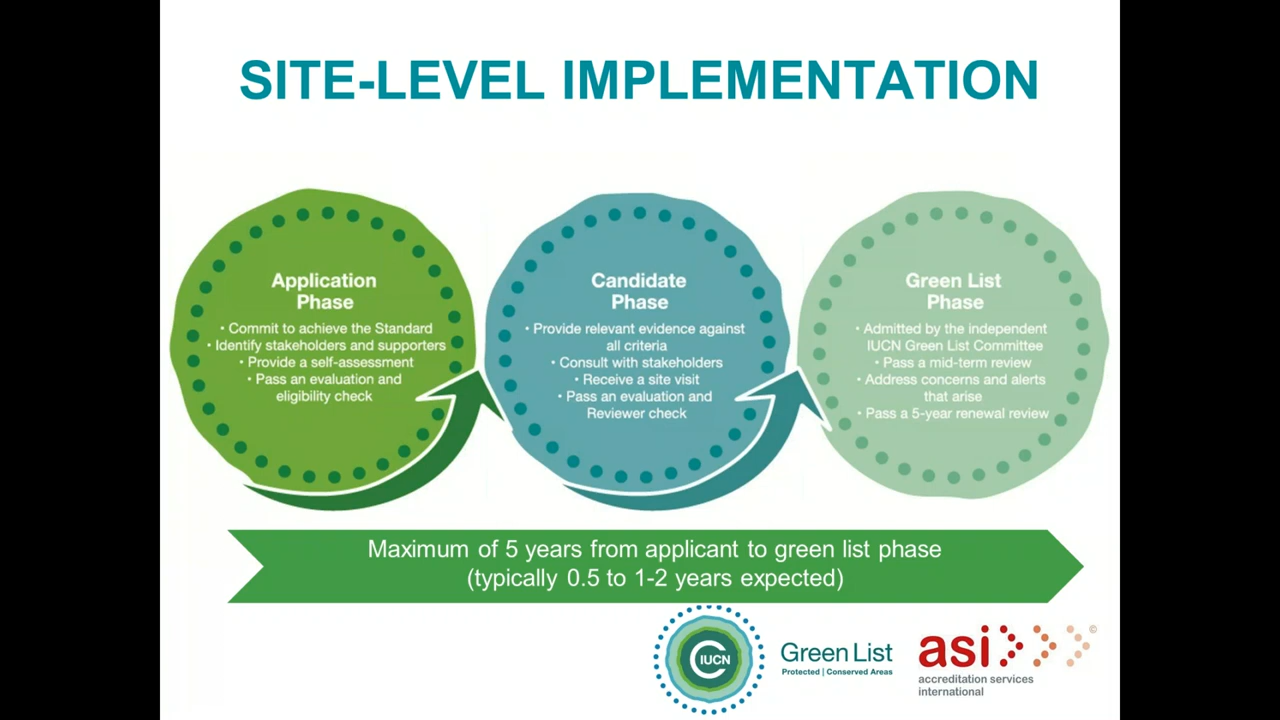 SITE-LEVEL IMPLEMENTATION
Application
Phase
• Commit to achieve the Standard
• Identify stakeholders and supporters
• Provide a self-assessment
• Pass an evaluation and
eligibility check
Candidate
Phase
• Provide relevant evidence against
all criteria
• Consult with stakeholders
• Receive a site visit
• Pass an evaluation and
Reviewer check
Green List
Phase
• Admitted by the independent
IUCN Green List Committee
• Pass a mid-term review
• Address concerns and alerts
that arise
• Pass a 5-year renewal review
Maximum of 5 years from applicant to green list phase
(typically 0.5 to 1-2 years expected)
IUCN
Green List
Protected | Conserved Areas
asi ©
accreditation services
international